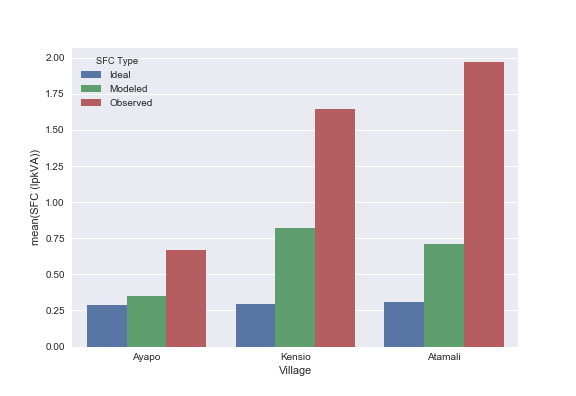 SFC Type
Ideal
Modeled
Observed
mean(SFC (lpkVA))
2.00
1.75
1.50
1.25
1.00
0.75
0.50
0.25
0.00
Ayapo Kensio Atamali
Village